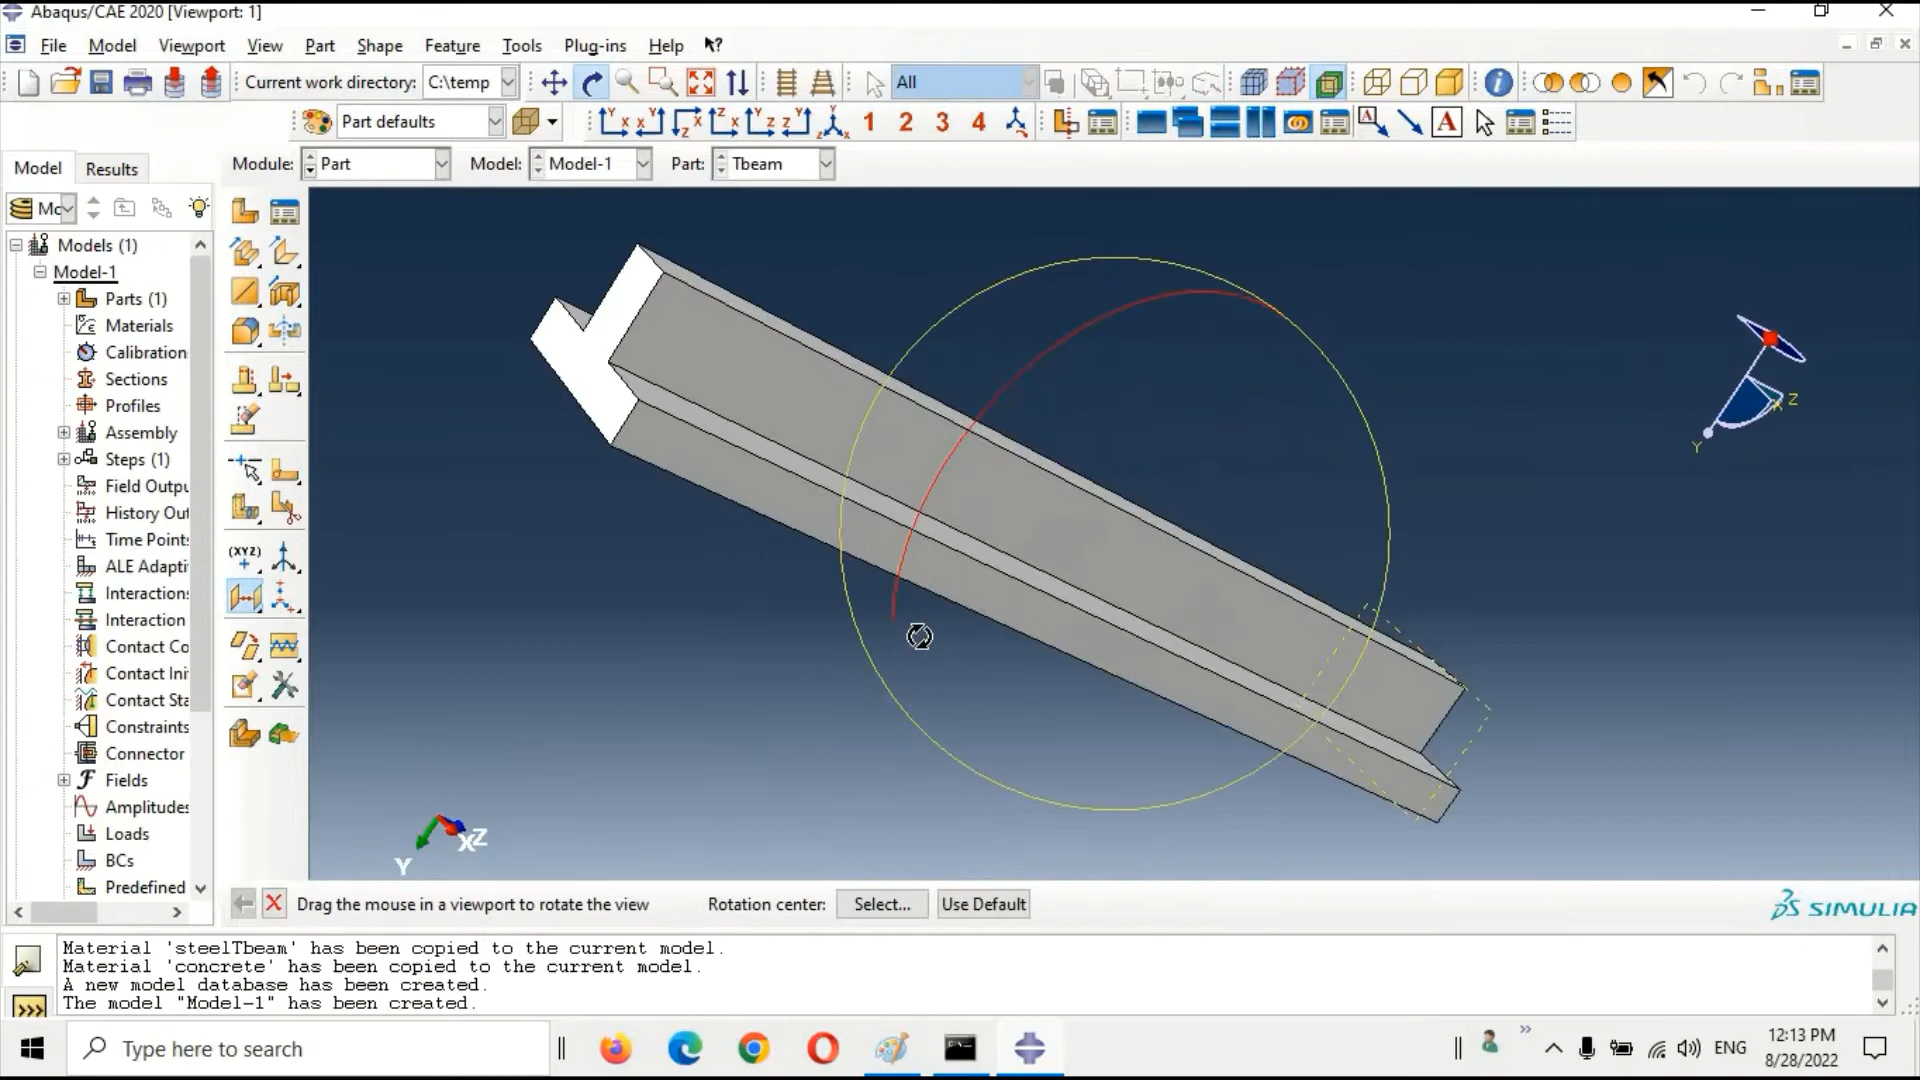 Abaqus/CAE 2020 [Viewport: 1]
File Model Viewport View Part Shape Feature Tools Plug-ins Help
Current work directory: C:\temp All
Part defaults 1 2 3 4 A
Model Results Module: Part Model: Model-1 Part: Tbeam
Mc
Models (1)
Model-1
Parts (1)
Materials
Calibration
Sections
Profiles
Assembly
Steps (1)
Field Outpu
History Out
Time Points
ALE Adapti
Interactions
Interaction
Contact Co
Contact Ini
Contact Sta
Constraints
Connector
Fields
Amplitudes
Loads
BCs
Predefined
(XYZ)
X Z
Y
X Z
Y
Drag the mouse in a viewport to rotate the view Rotation center: Select... Use Default
SIMULIA
Material 'steelTbeam' has been copied to the current model.
Material 'concrete' has been copied to the current model.
A new model database has been created.
The model "Model-1" has been created.
>>>
Type here to search
ENG
12:13 PM
8/28/2022